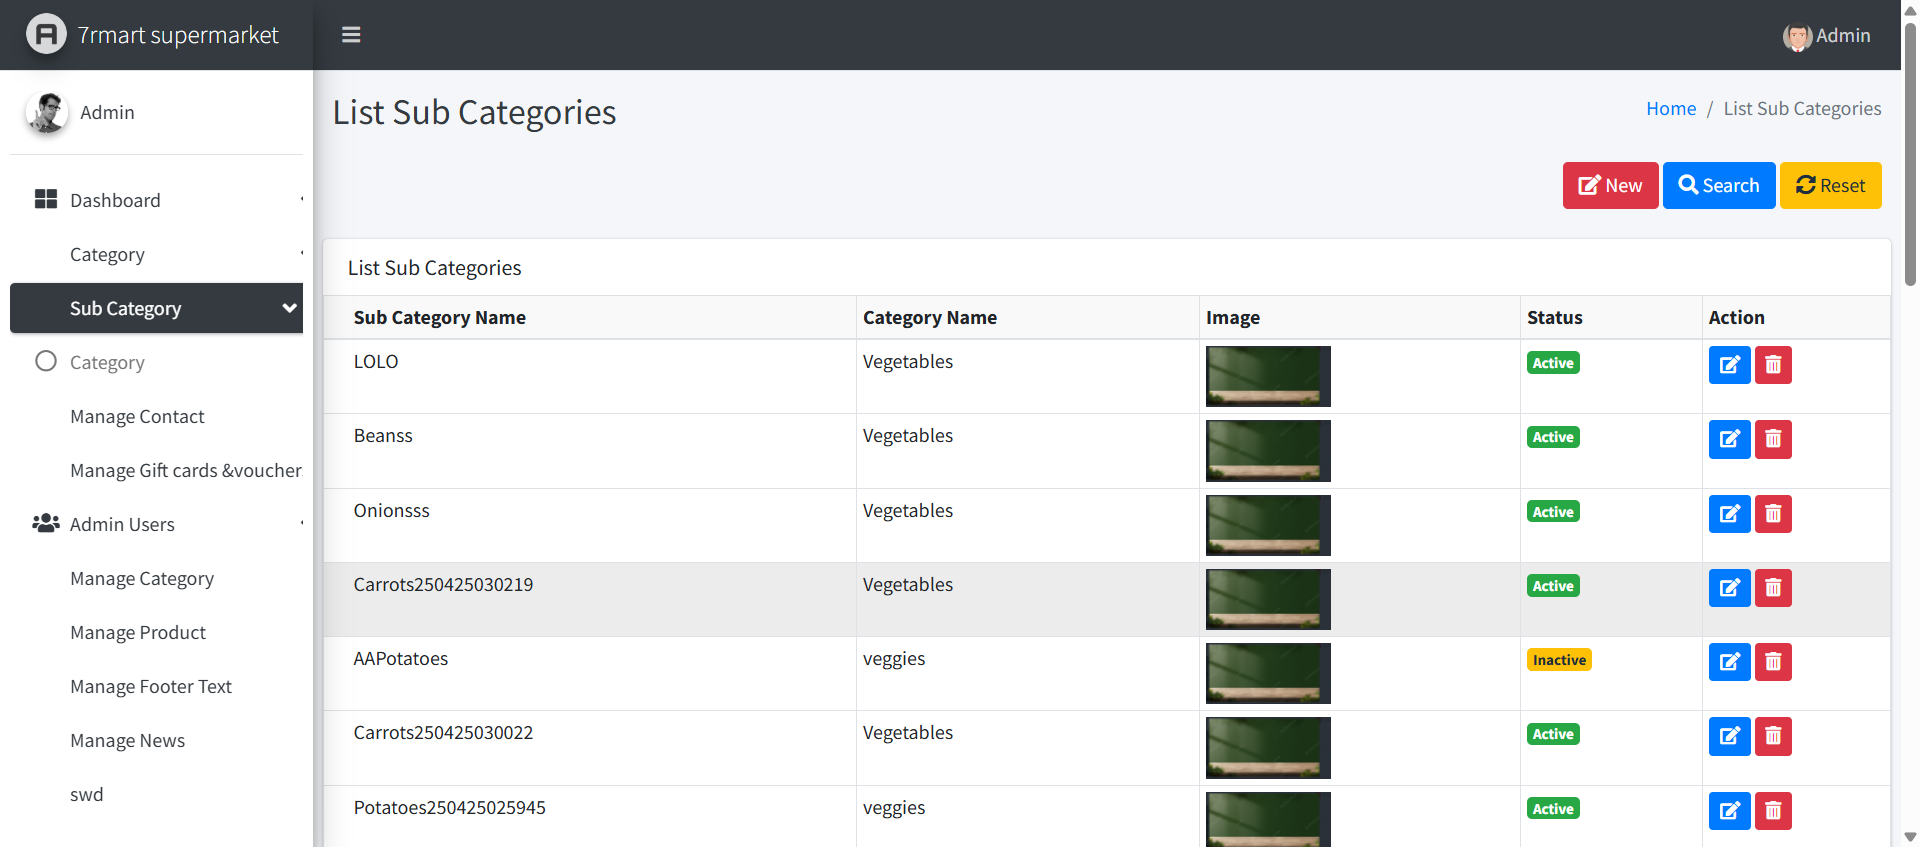 7rmart supermarket
Admin
Admin
Dashboard
Category
Sub Category
Category
Manage Contact
Manage Gift cards &voucher
Admin Users
Manage Category
Manage Product
Manage Footer Text
Manage News
swd
List Sub Categories
Home / List Sub Categories
New Search Reset
List Sub Categories
Sub Category Name Category Name Image Status Action
LOLO Vegetables Active
Beanss Vegetables Active
Onionsss Vegetables Active
Carrots250425030219 Vegetables Active
AAPotatoes veggies Inactive
Carrots250425030022 Vegetables Active
Potatoes250425025945 veggies Active